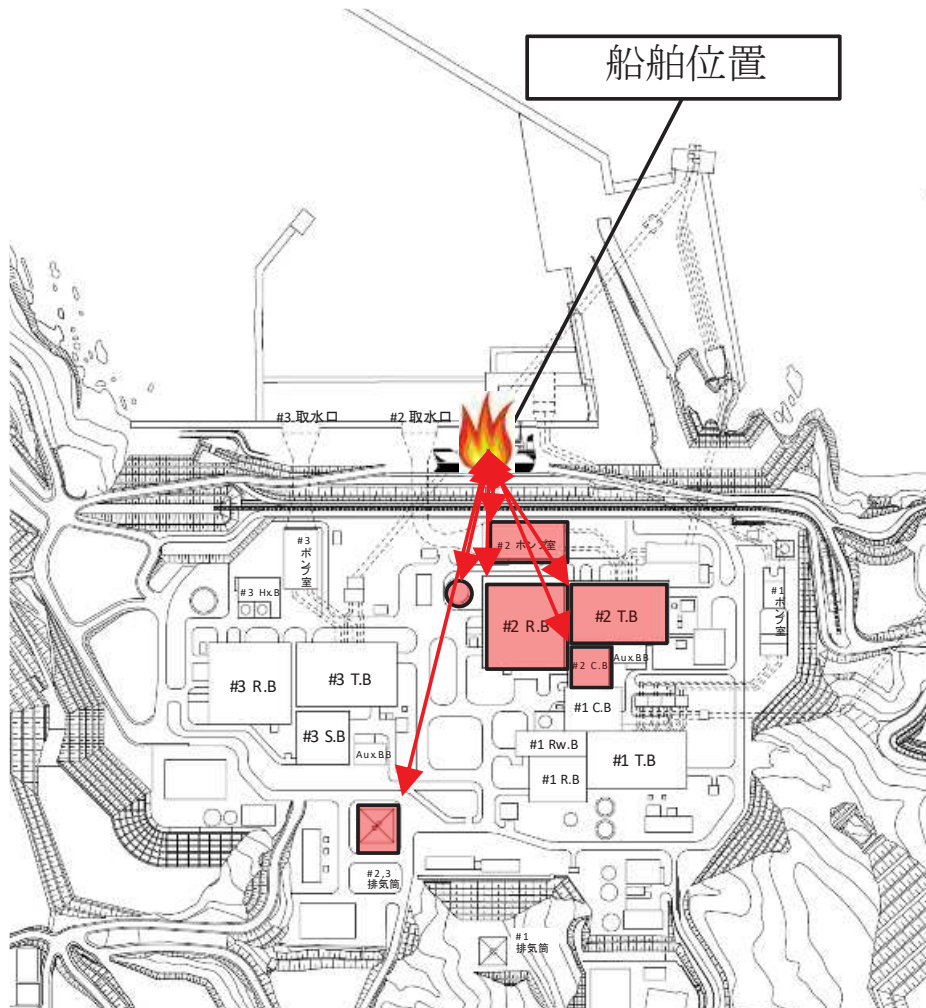 船舶位置
#3 取水口
#2 取水口
#3 ポンプ室
#2 ポンプ室
#1 ポンプ室
#3 Hx.B
#2 R.B
#2 T.B
#2 C.B
Aux.BB
#3 R.B
#3 T.B
#1 C.B
#3 S.B
Aux.BB
#1 Rw.B
#1 R.B
#1 T.B
#2,3
排気筒
#1
排気筒